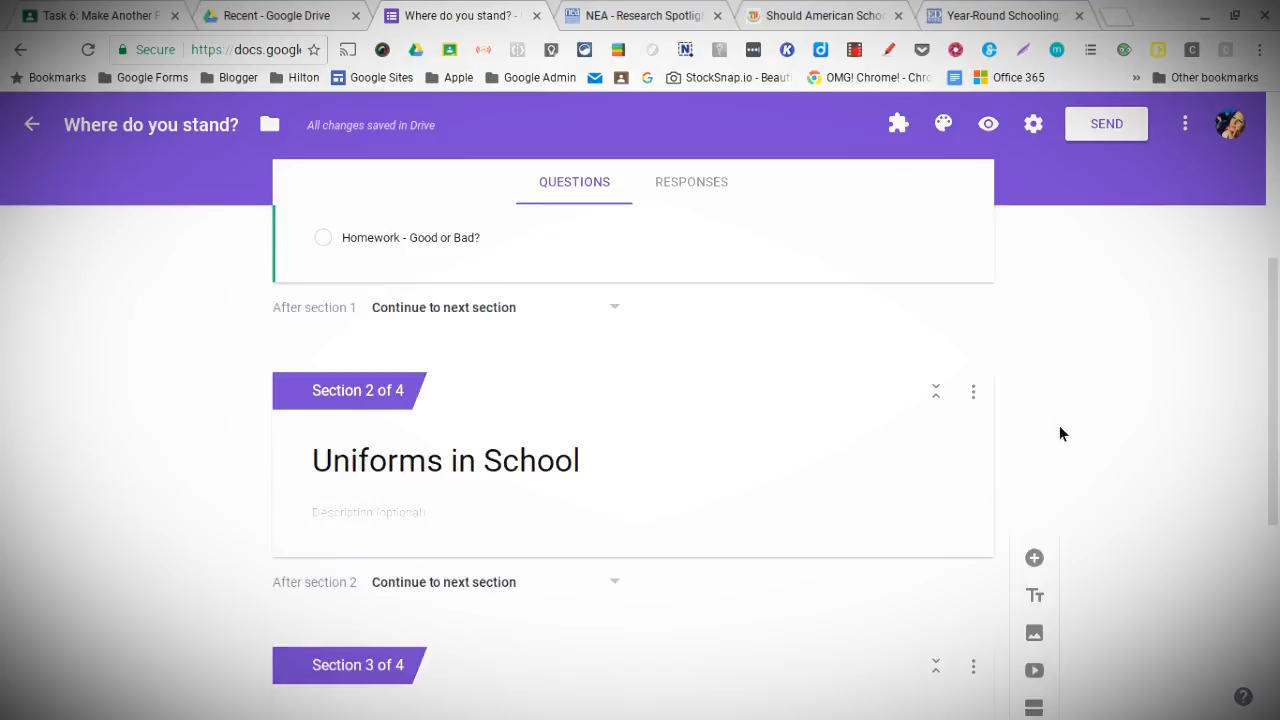 Task 6: Make Another F
Recent - Google Drive
Where do you stand? -
NEA - Research Spotlig
Should American Schoo
Year-Round Schooling:
Secure
https://docs.google
Bookmarks
Google Forms
Blogger
Hilton
Google Sites
Apple
Google Admin
StockSnap.io - Beaut
OMG! Chrome! - Chro
Office 365
»
Other bookmarks
Where do you stand?
All changes saved in Drive
SEND
QUESTIONS
RESPONSES
Homework - Good or Bad?
After section 1 Continue to next section
Section 2 of 4
Uniforms in School
Description (optional)
After section 2 Continue to next section
Section 3 of 4